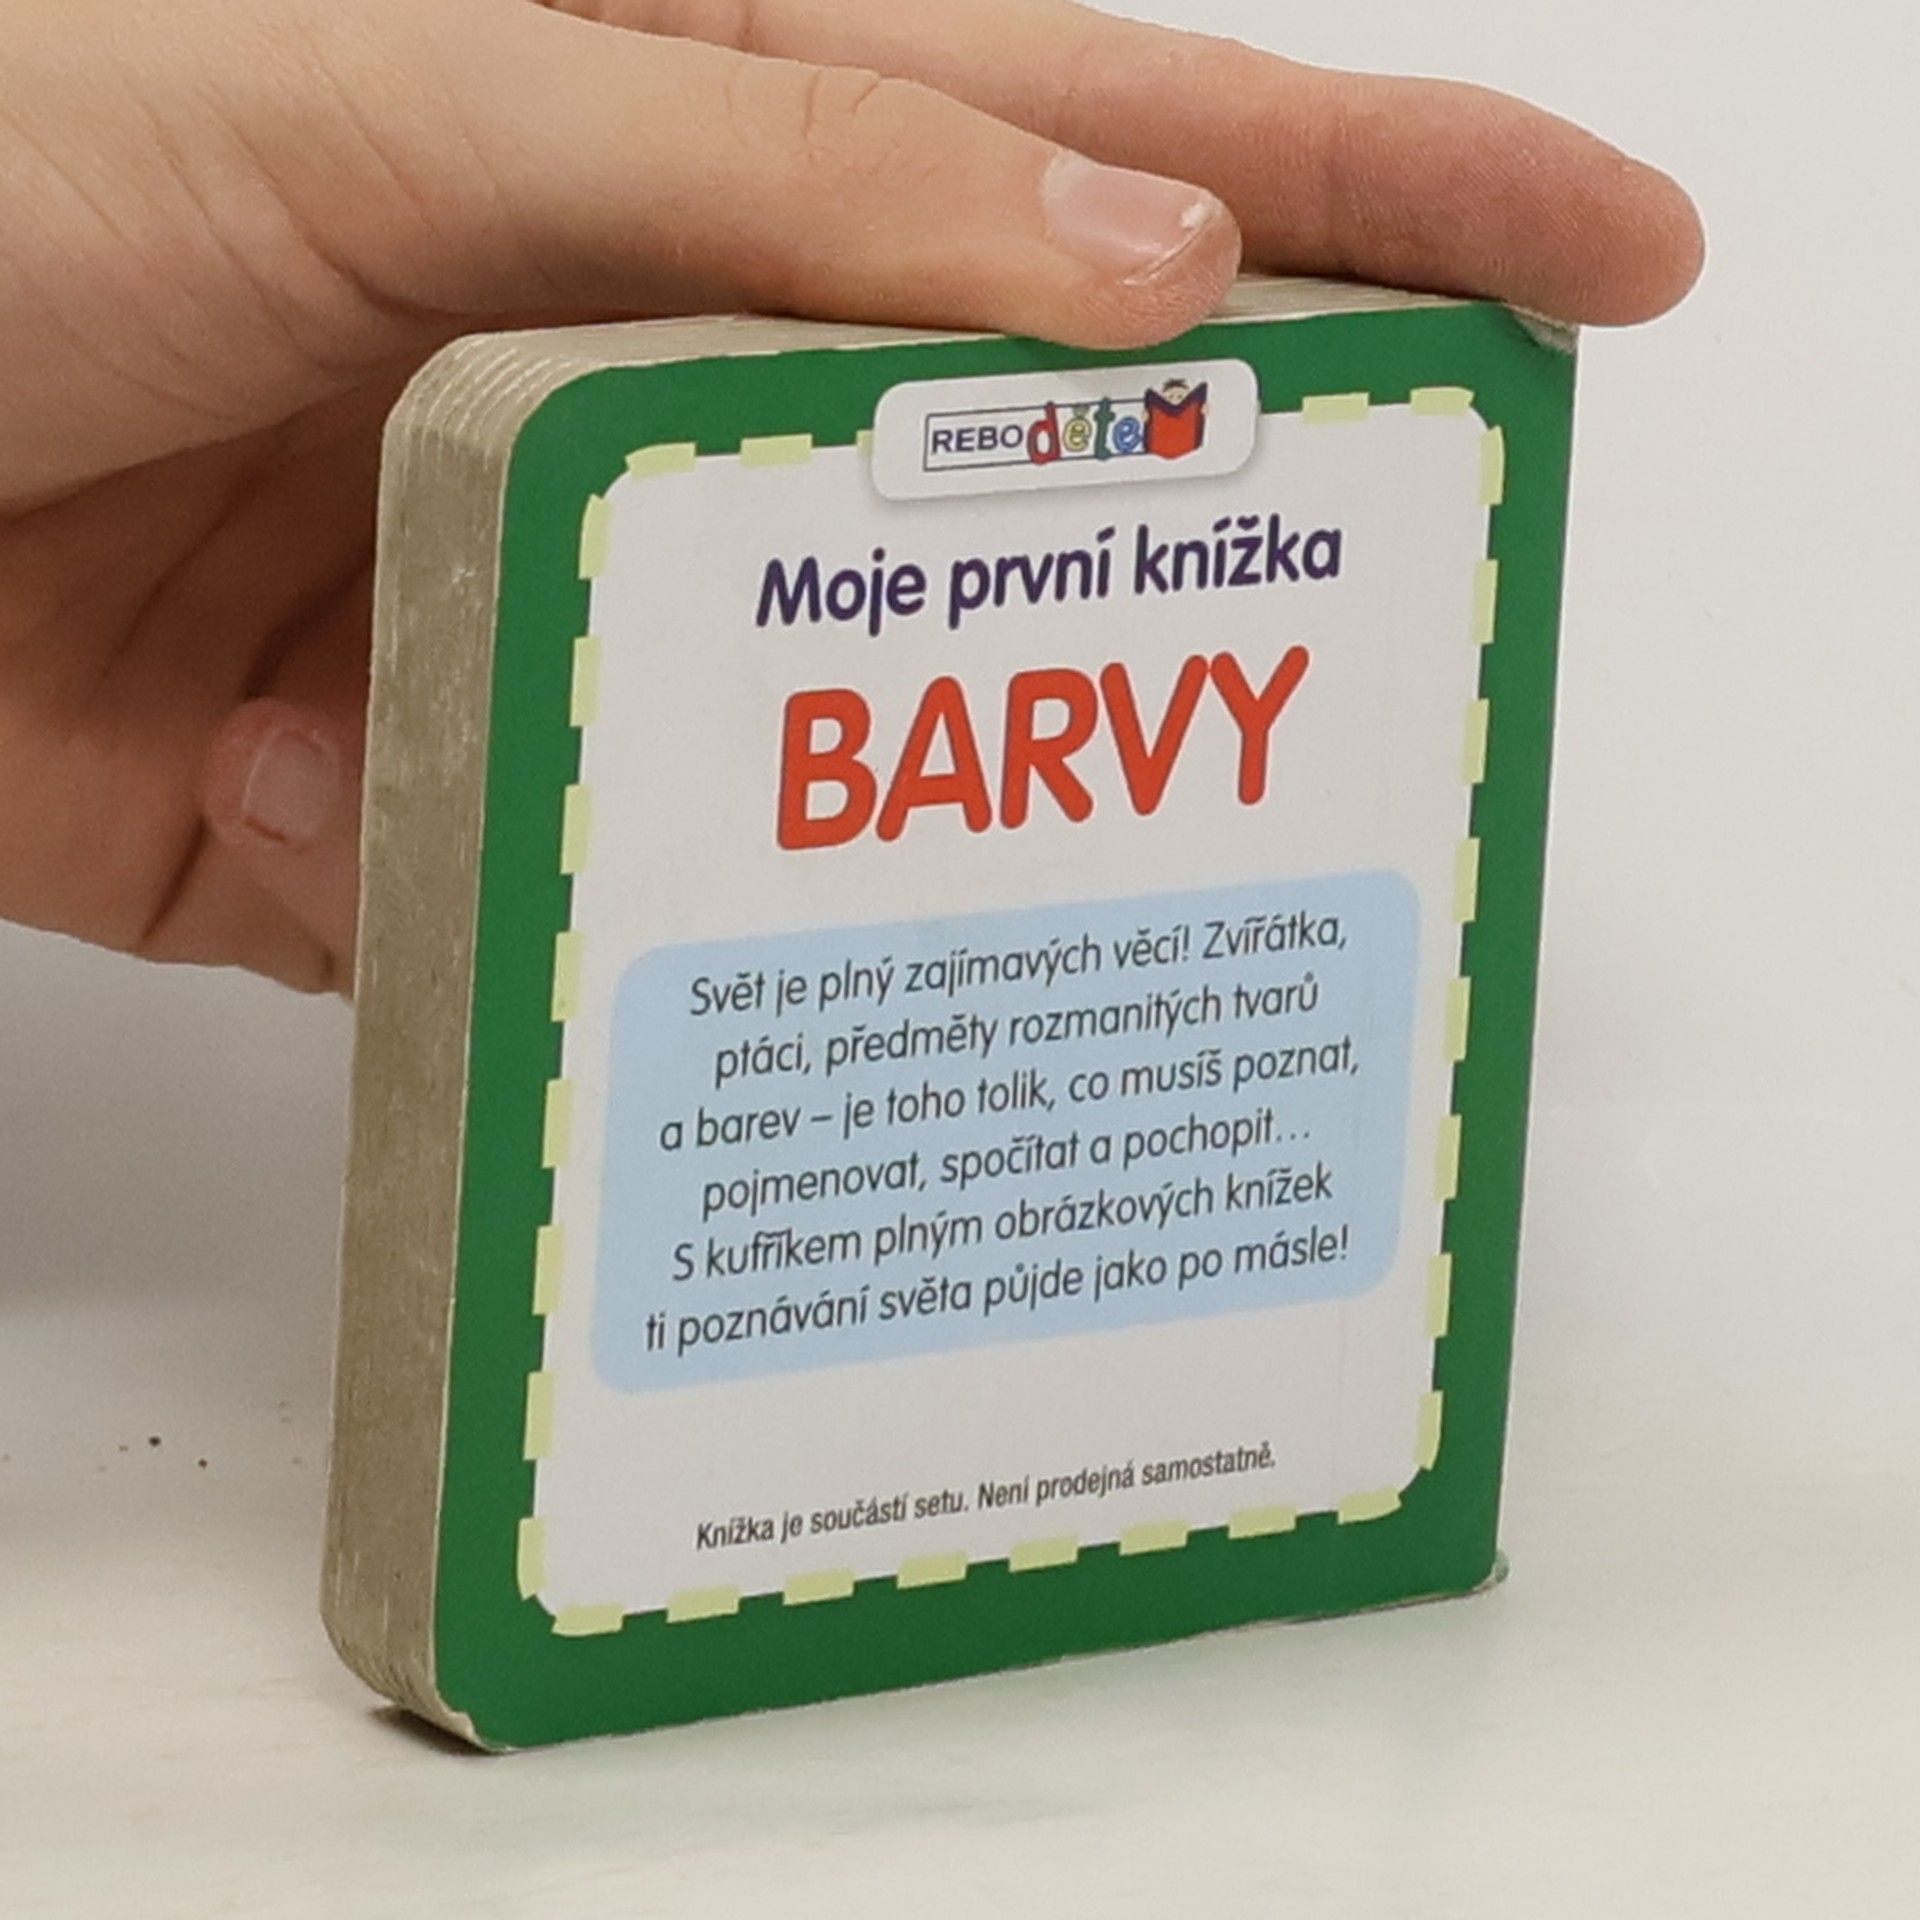 REBO dětem
Moje první knížka
BARVY
Svět je plný zajímavých věcí! Zvířátka,
ptáci, předměty rozmanitých tvarů
a barev – je toho tolik, co musíš poznat,
pojmenovat, spočítat a pochopit...
S kufříkem plným obrázkových knížek
ti poznávání světa půjde jako po másle!
Knížka je součástí setu. Není prodejná samostatně.